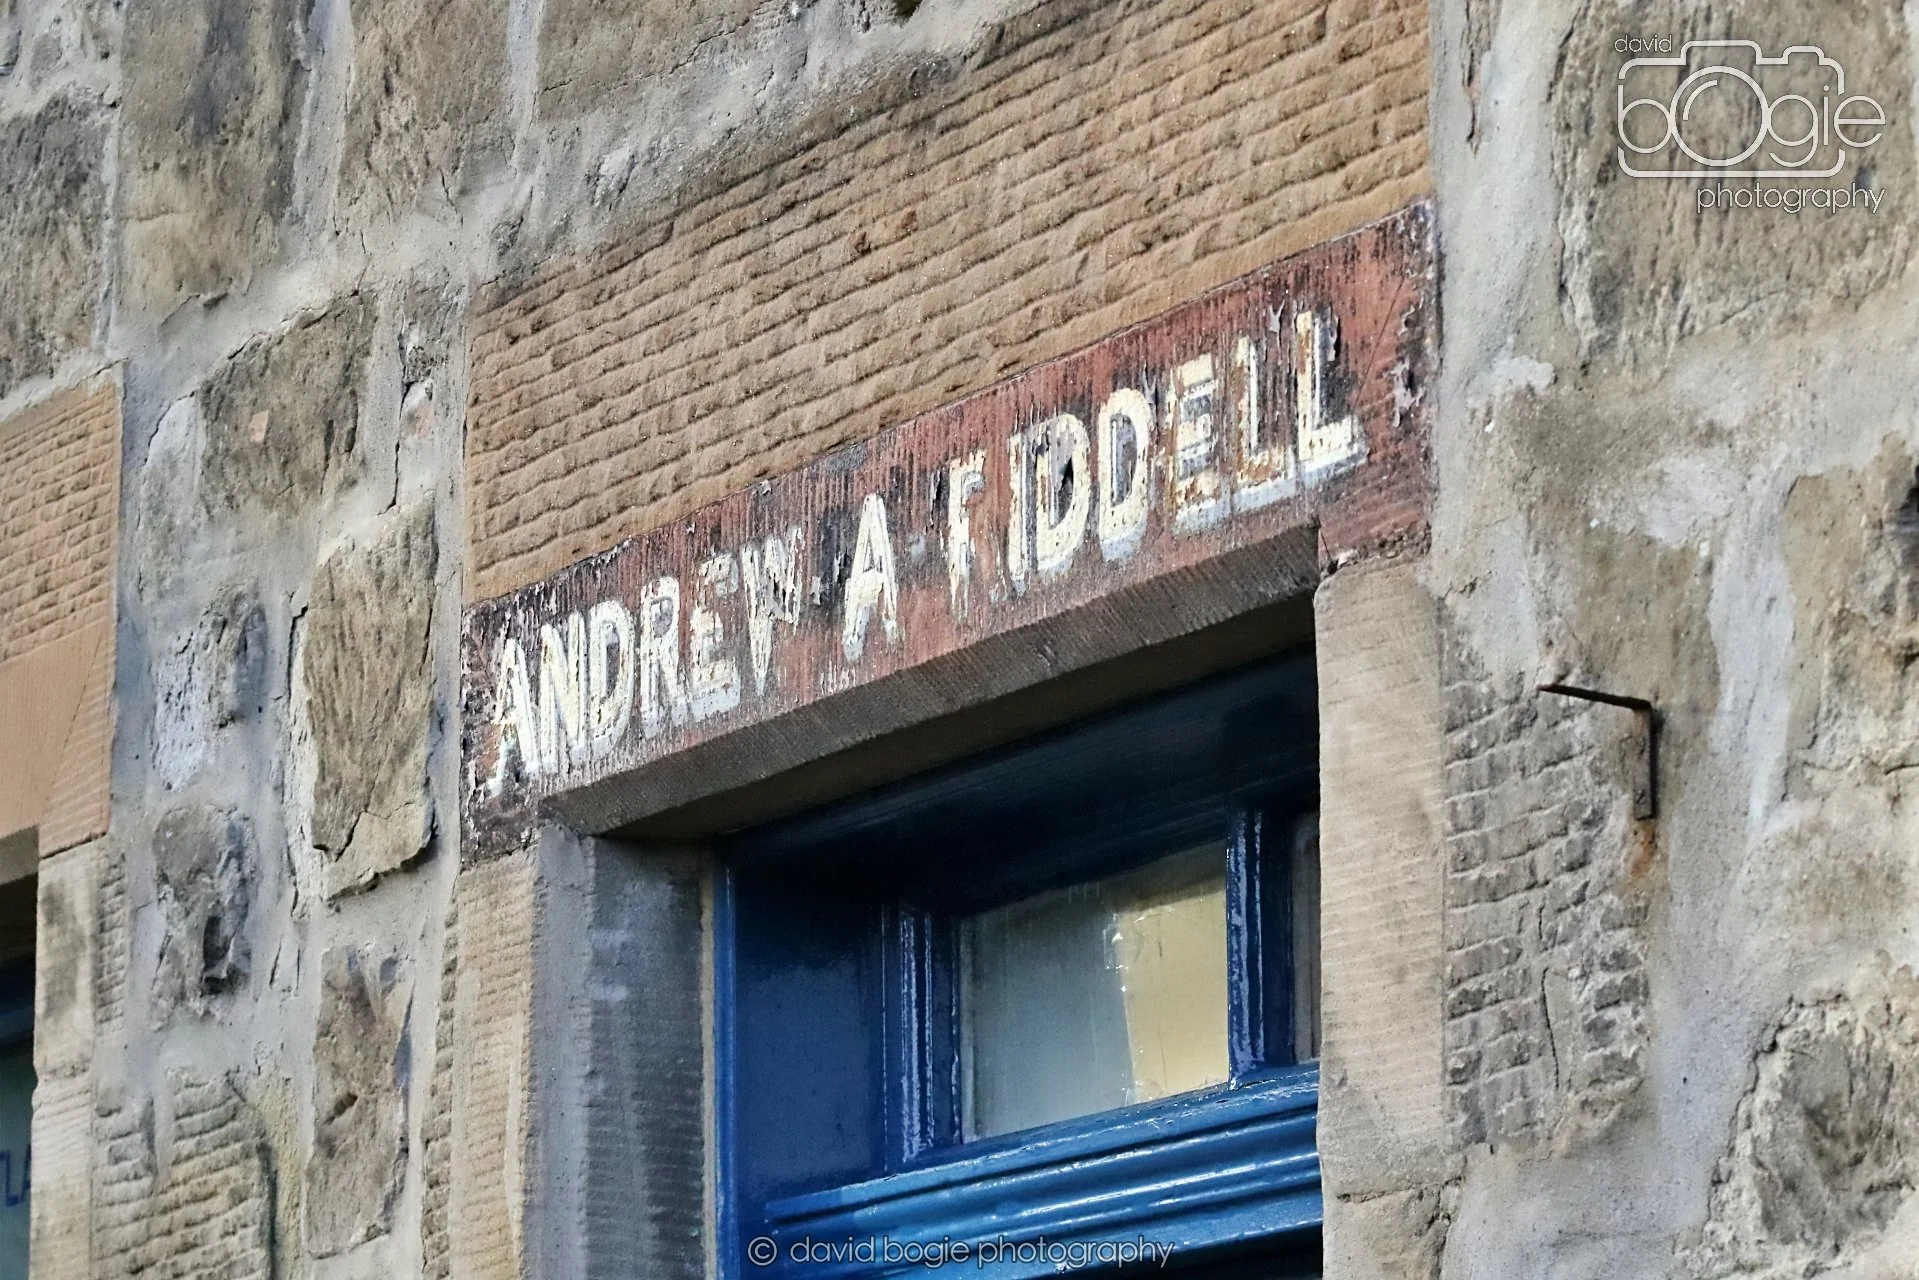 david
bogie
photography
ANDREW·A·FIDDELL
© david bogie photography